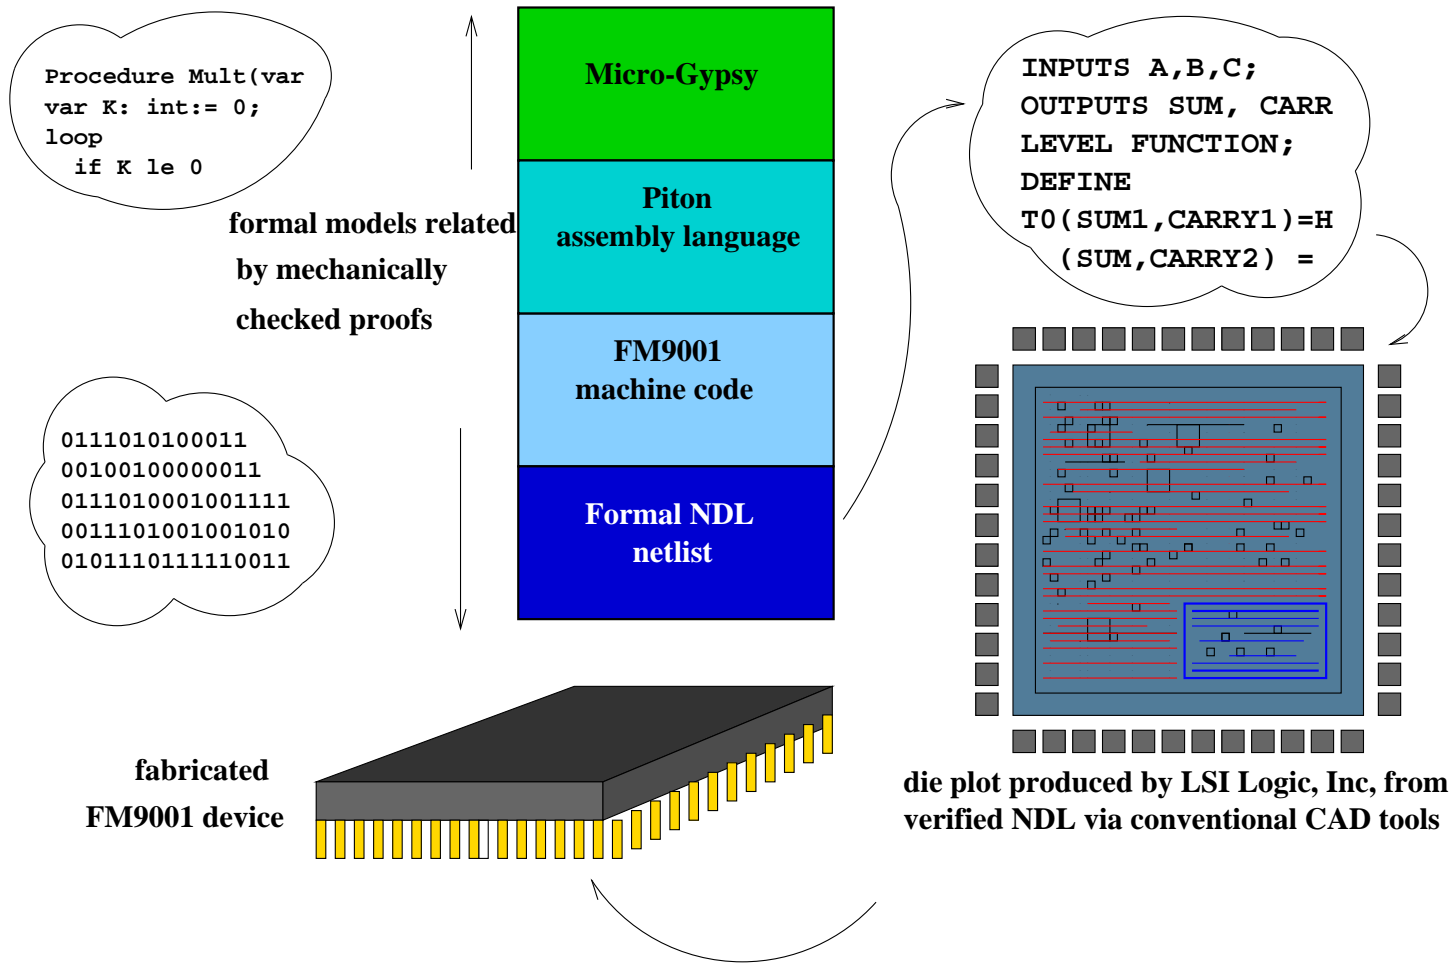 Procedure Mult(var
var K: int:= 0;
loop
if K le 0
formal models related
by mechanically
checked proofs
0111010100011
00100100000011
0111010001001111
0011101001001010
0101110111110011
Micro-Gypsy
Piton
assembly language
FM9001
machine code
Formal NDL
netlist
INPUTS A,B,C;
OUTPUTS SUM, CARR
LEVEL FUNCTION;
DEFINE
T0(SUM1,CARRY1)=H
(SUM,CARRY2) =
die plot produced by LSI Logic, Inc, from
verified NDL via conventional CAD tools
fabricated
FM9001 device